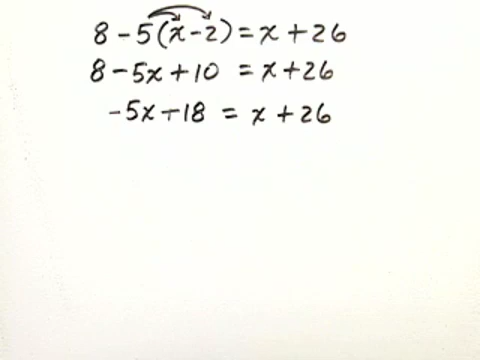 8 - 5(x - 2) = x + 26
8 - 5x + 10 = x + 26
-5x + 18 = x + 26